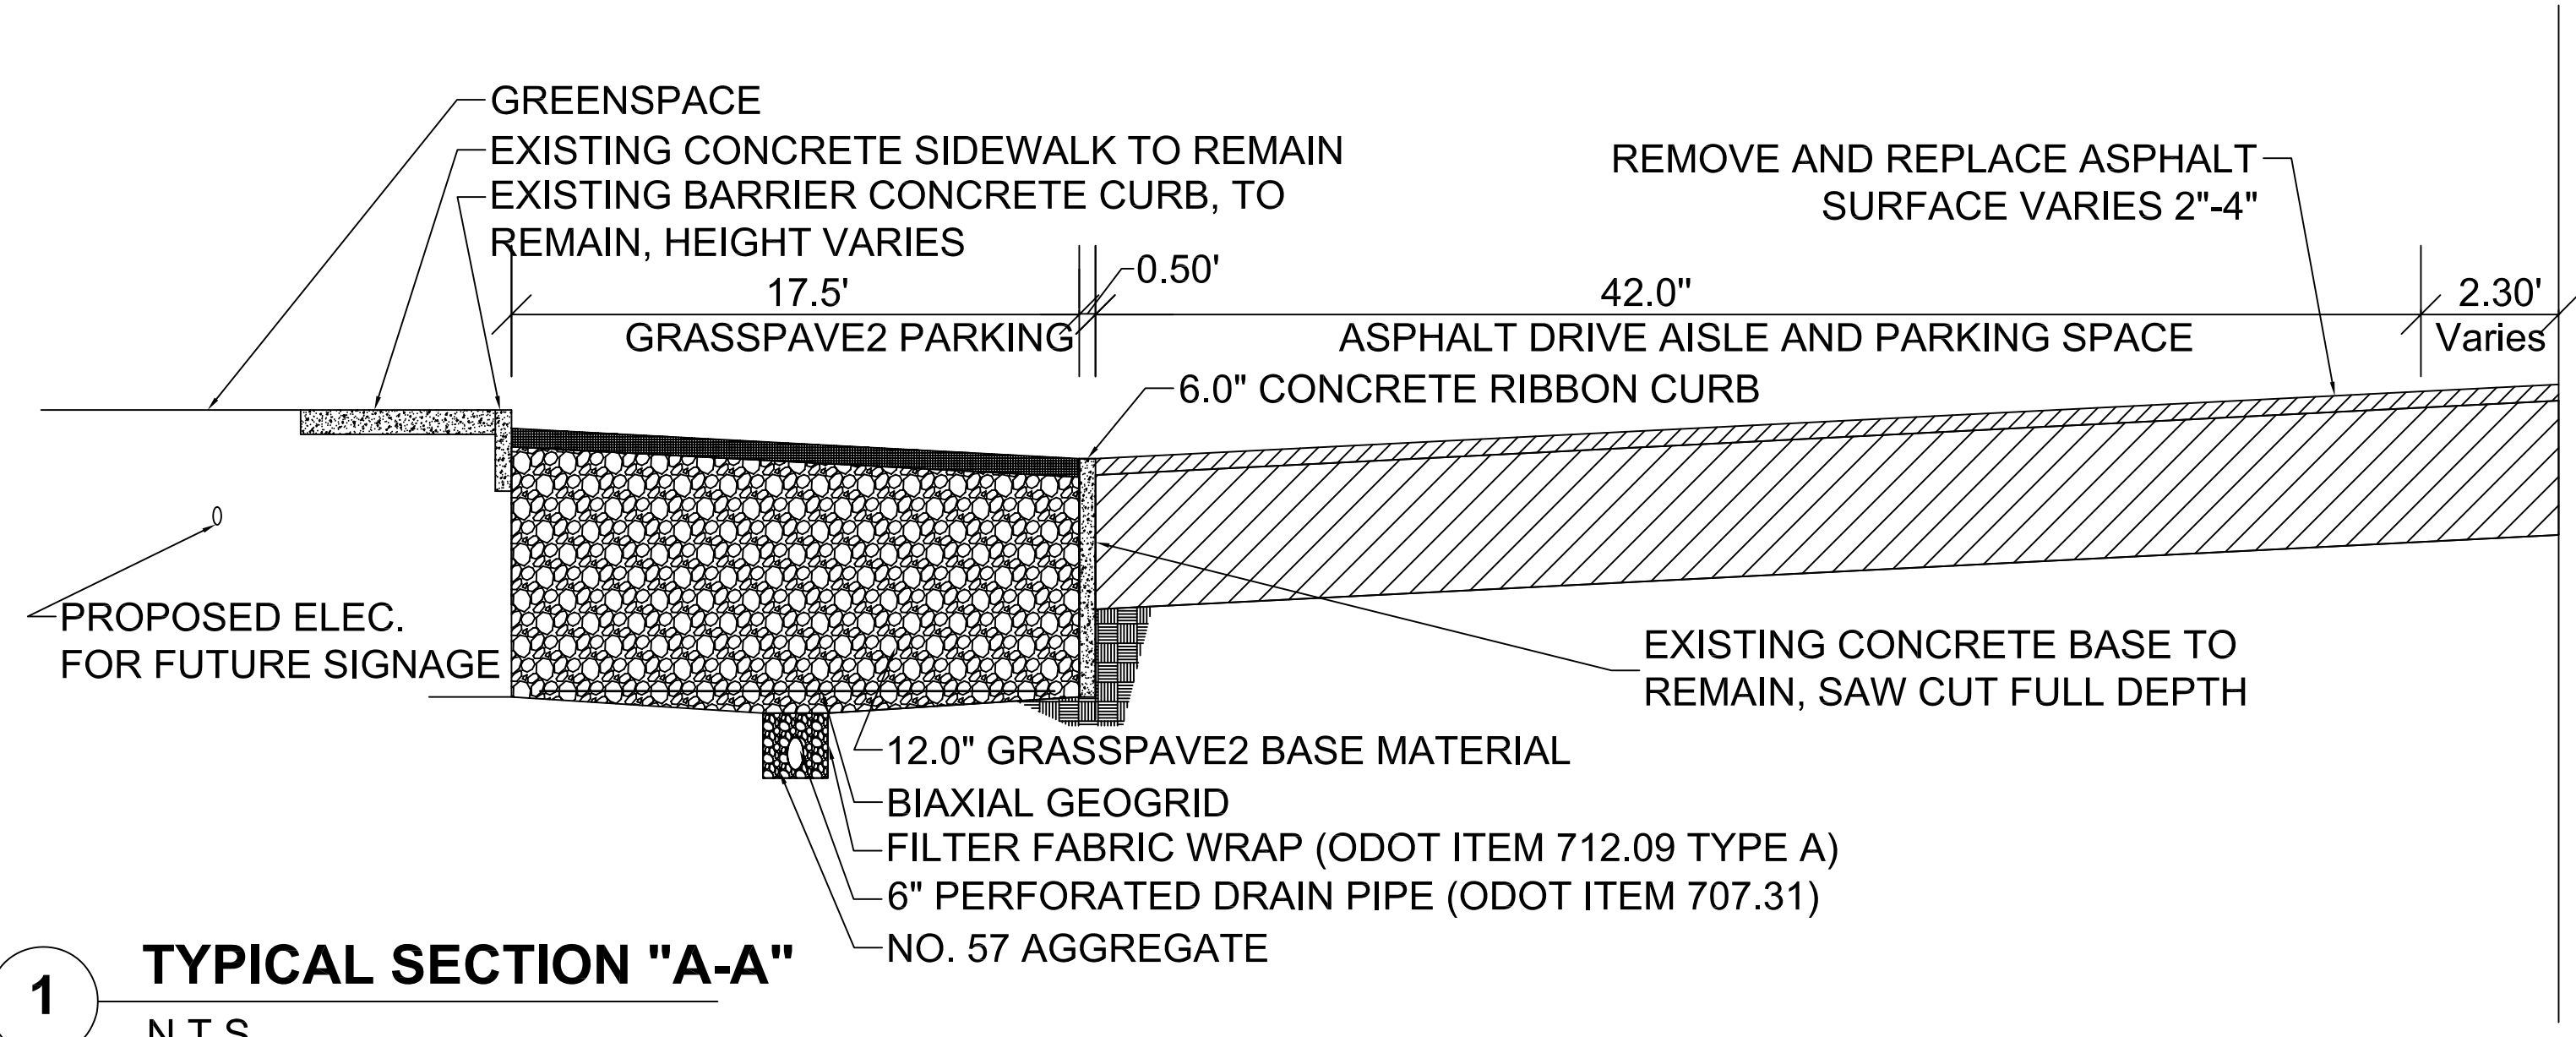 GREENSPACE
EXISTING CONCRETE SIDEWALK TO REMAIN
EXISTING BARRIER CONCRETE CURB, TO
REMAIN, HEIGHT VARIES
REMOVE AND REPLACE ASPHALT
SURFACE VARIES 2"-4"
17.5'
GRASSPAVE2 PARKING
0.50'
42.0"
ASPHALT DRIVE AISLE AND PARKING SPACE
2.30'
Varies
6.0" CONCRETE RIBBON CURB
PROPOSED ELEC.
FOR FUTURE SIGNAGE
EXISTING CONCRETE BASE TO
REMAIN, SAW CUT FULL DEPTH
12.0" GRASSPAVE2 BASE MATERIAL
BIAXIAL GEOGRID
FILTER FABRIC WRAP (ODOT ITEM 712.09 TYPE A)
6" PERFORATED DRAIN PIPE (ODOT ITEM 707.31)
NO. 57 AGGREGATE
1
TYPICAL SECTION "A-A"
N.T.S.